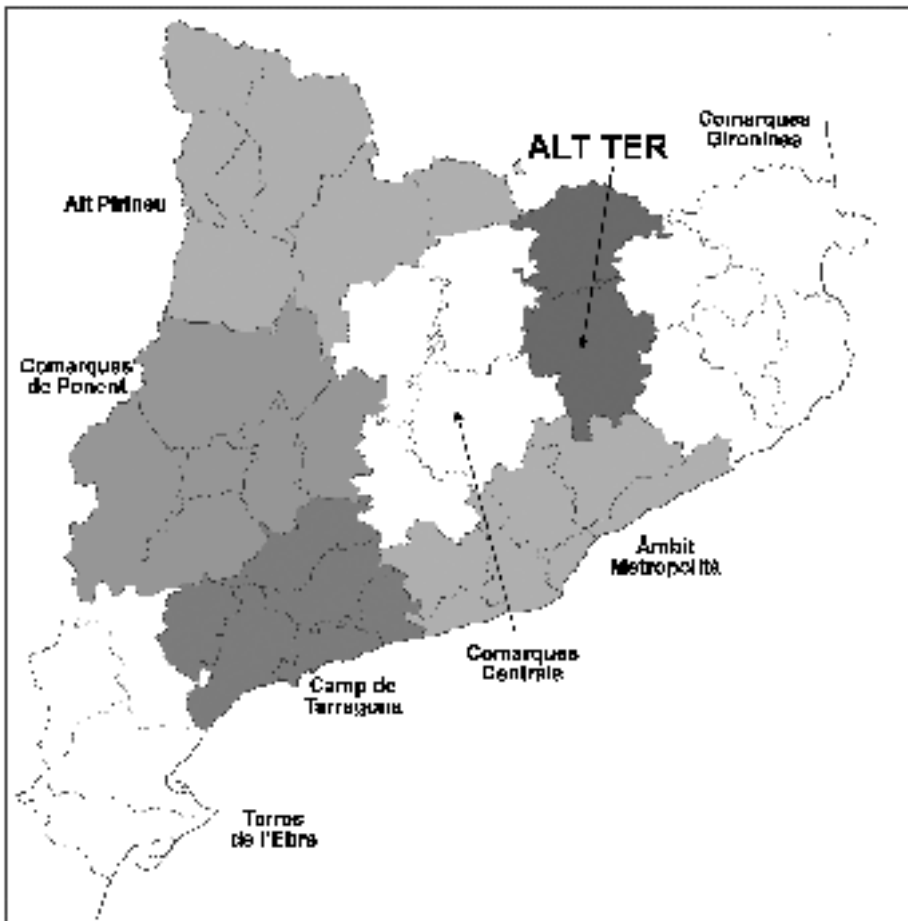 Comarques
Gironines
ALT TER
Alt Pirineu
Comarques
de Ponent
Àmbit
Metropolità
Comarques
Centrals
Camp de
Tarragona
Terres
de l'Ebre